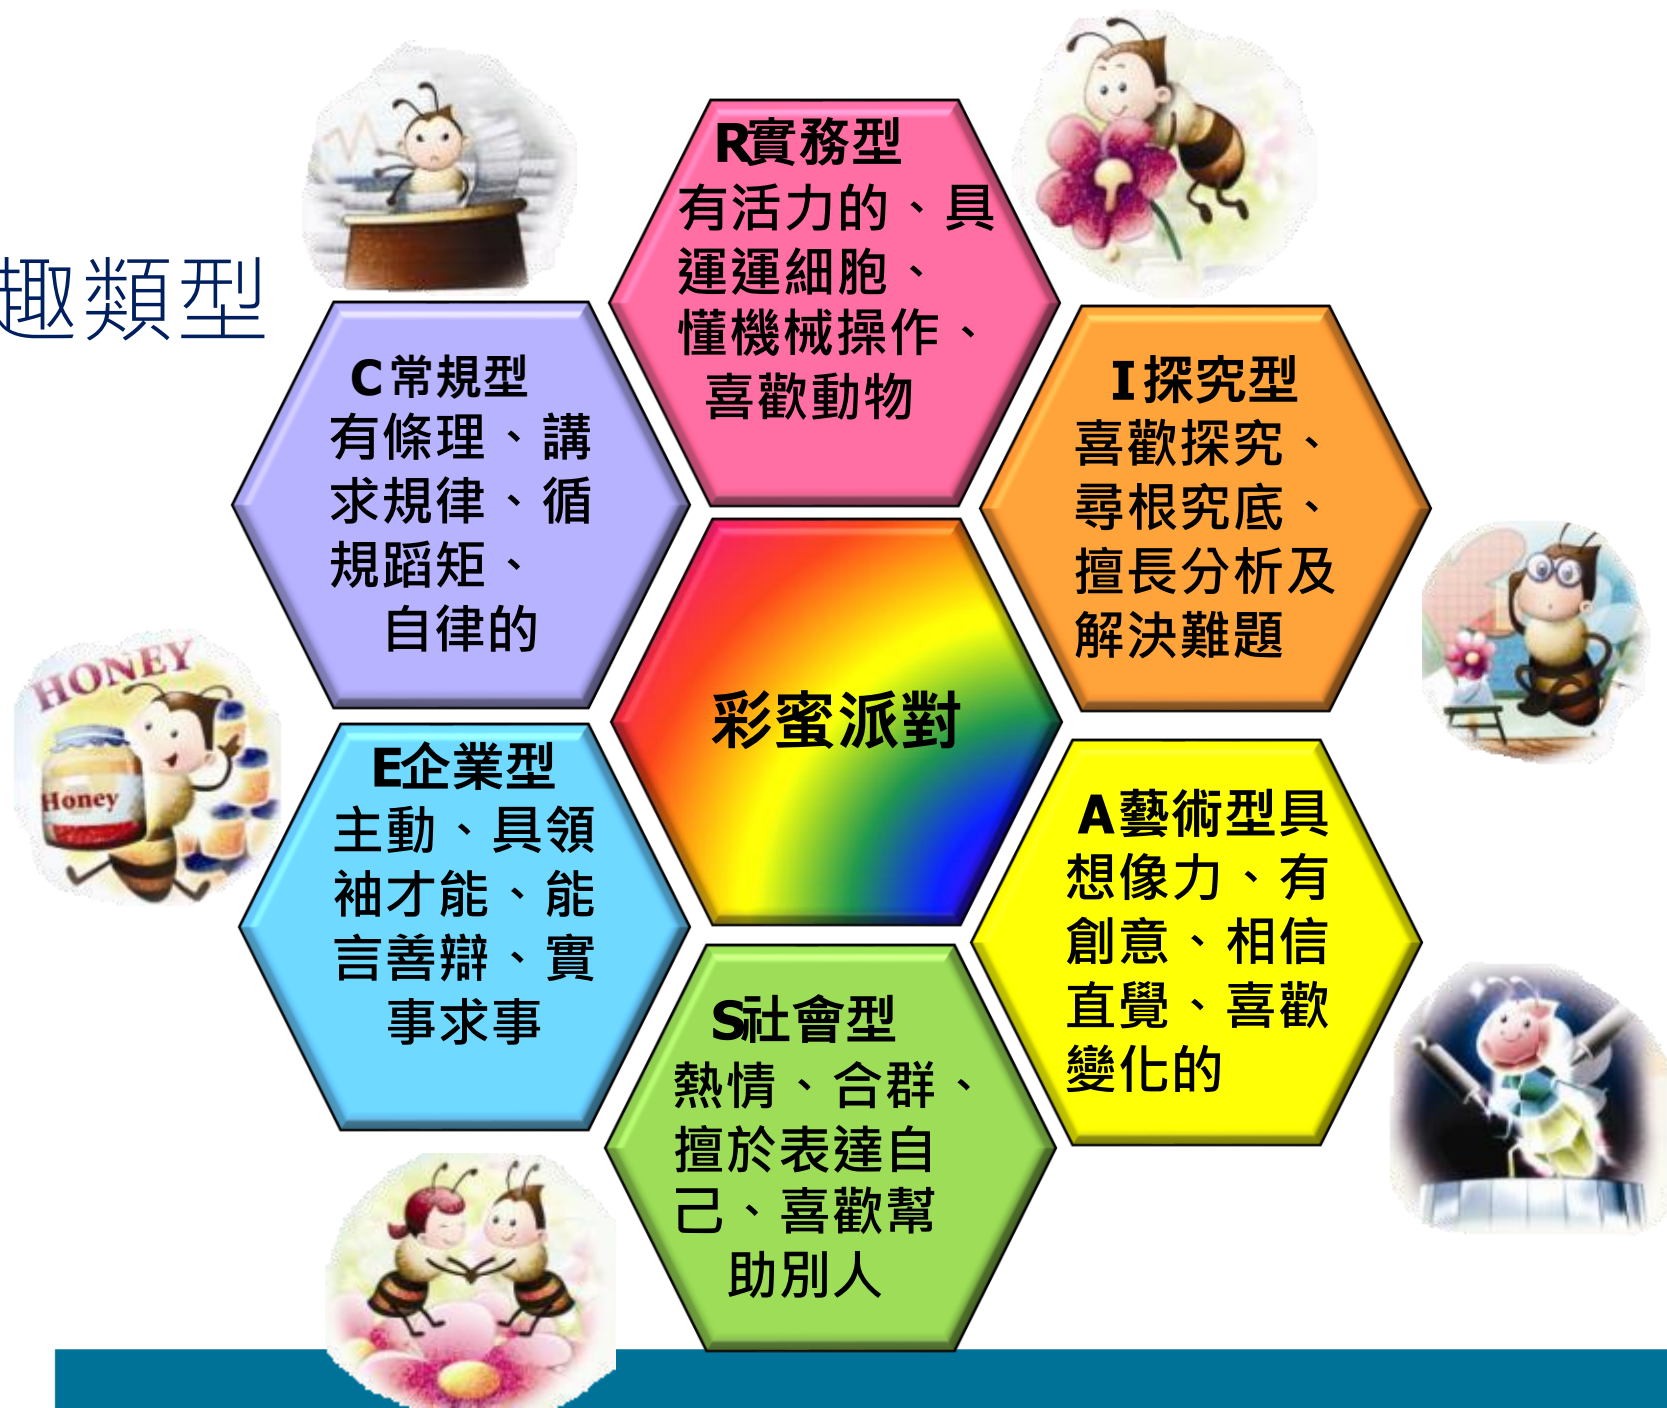 趣類型
R實務型
有活力的、具
運運細胞、
懂機械操作、
喜歡動物
C常規型
有條理、講
求規律、循
規蹈矩、
自律的
I探究型
喜歡探究、
尋根究底、
擅長分析及
解決難題
彩蜜派對
E企業型
主動、具領
袖才能、能
言善辯、實
事求事
A藝術型具
想像力、有
創意、相信
直覺、喜歡
變化的
S社會型
熱情、合群、
擅於表達自
己、喜歡幫
助別人
HONEY
Honey